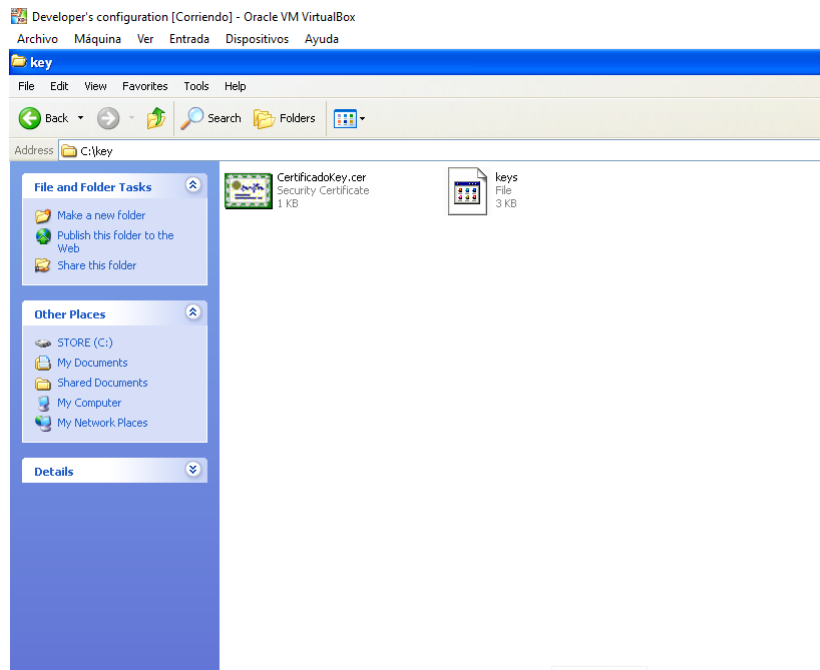 Developer's configuration [Corriendo] - Oracle VM VirtualBox
Archivo Máquina Ver Entrada Dispositivos Ayuda
key
File Edit View Favorites Tools Help
Back Search Folders
Address C:\key
File and Folder Tasks
Make a new folder
Publish this folder to the
Web
Share this folder
Other Places
STORE (C:)
My Documents
Shared Documents
My Computer
My Network Places
Details
CertificadoKey.cer
Security Certificate
1 KB
keys
File
3 KB